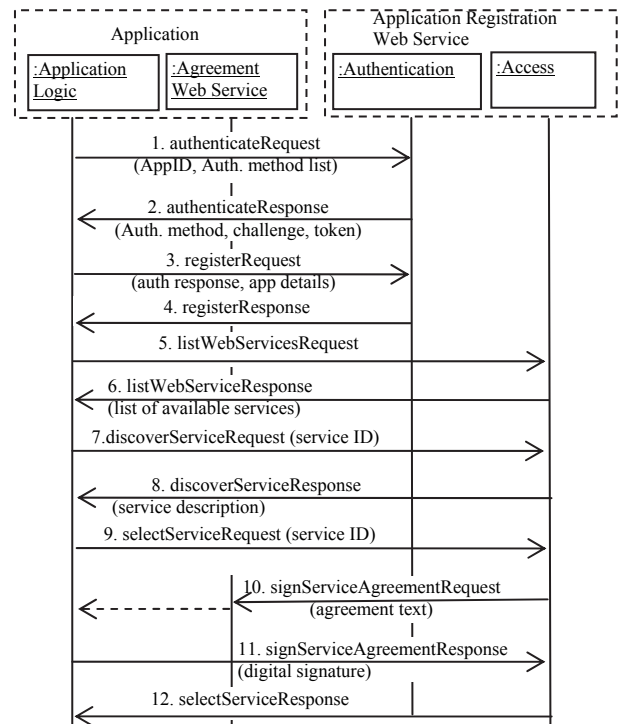 Application
Application Registration
Web Service
:Application
Logic
:Agreement
Web Service
:Authentication
:Access
1. authenticateRequest
(AppID, Auth. method list)
2. authenticateResponse
(Auth. method, challenge, token)
3. registerRequest
(auth response, app details)
4. registerResponse
5. listWebServicesRequest
6. listWebServiceResponse
(list of available services)
7.discoverServiceRequest (service ID)
8. discoverServiceResponse
(service description)
9. selectServiceRequest (service ID)
10. signServiceAgreementRequest
(agreement text)
11. signServiceAgreementResponse
(digital signature)
12. selectServiceResponse